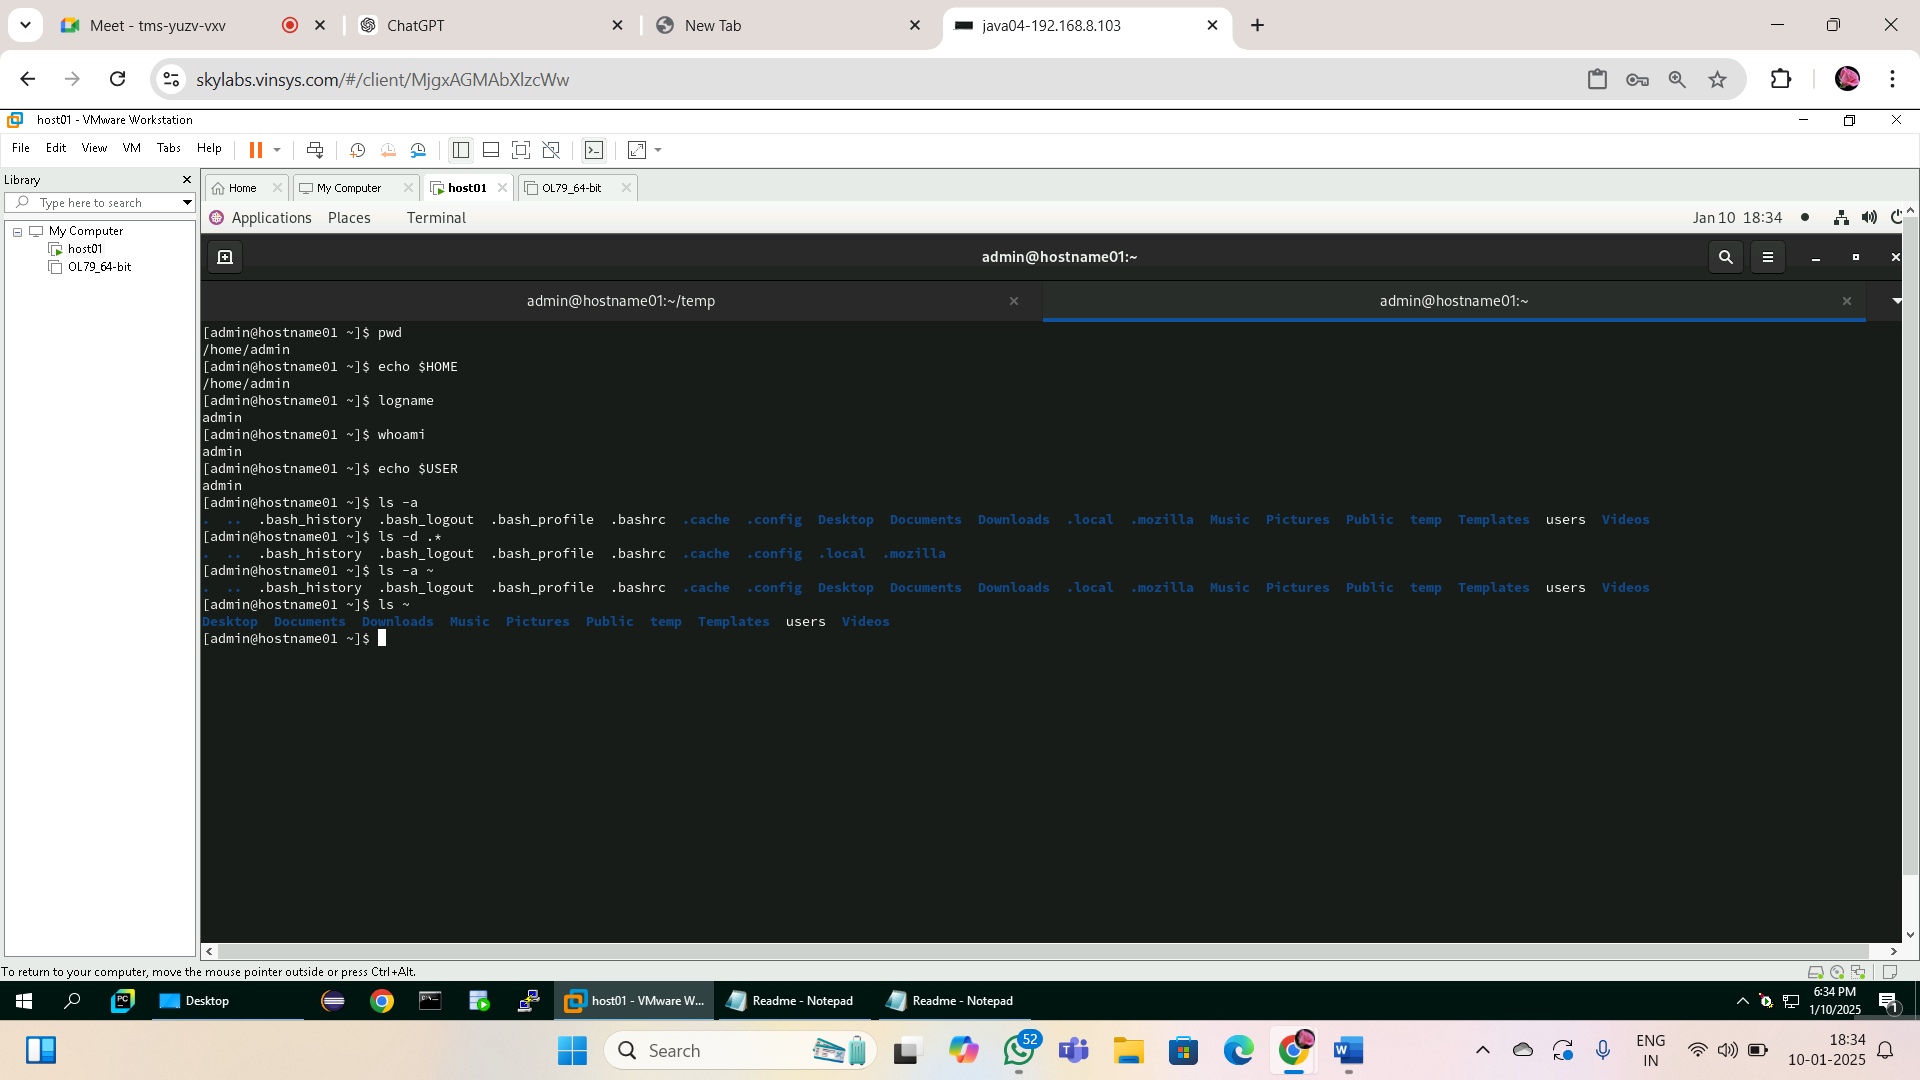 Meet - tms-yuzv-vxv
ChatGPT
New Tab
java04-192.168.8.103
skylabs.vinsys.com/#/client/MjgxAGMAbXlzcWw
host01 - VMware Workstation
File Edit View VM Tabs Help
Library
Home
My Computer
host01
OL79_64-bit
Type here to search
Applications Places Terminal
Jan 10 18:34
My Computer
host01
OL79_64-bit
admin@hostname01:~
admin@hostname01:~/temp
admin@hostname01:~
[admin@hostname01 ~]$ pwd
/home/admin
[admin@hostname01 ~]$ echo $HOME
/home/admin
[admin@hostname01 ~]$ logname
admin
[admin@hostname01 ~]$ whoami
admin
[admin@hostname01 ~]$ echo $USER
admin
[admin@hostname01 ~]$ ls -a
. .. .bash_history .bash_logout .bash_profile .bashrc .cache .config Desktop Documents Downloads .local .mozilla Music Pictures Public temp Templates users Videos
[admin@hostname01 ~]$ ls -d .*
. .. .bash_history .bash_logout .bash_profile .bashrc .cache .config .local .mozilla
[admin@hostname01 ~]$ ls -a ~
. .. .bash_history .bash_logout .bash_profile .bashrc .cache .config Desktop Documents Downloads .local .mozilla Music Pictures Public temp Templates users Videos
[admin@hostname01 ~]$ ls ~
Desktop Documents Downloads Music Pictures Public temp Templates users Videos
[admin@hostname01 ~]$
To return to your computer, move the mouse pointer outside or press Ctrl+Alt.
PC
Desktop
host01 - VMware W...
Readme - Notepad
Readme - Notepad
6:34 PM
1/10/2025
1
Search
52
ENG
IN
18:34
10-01-2025